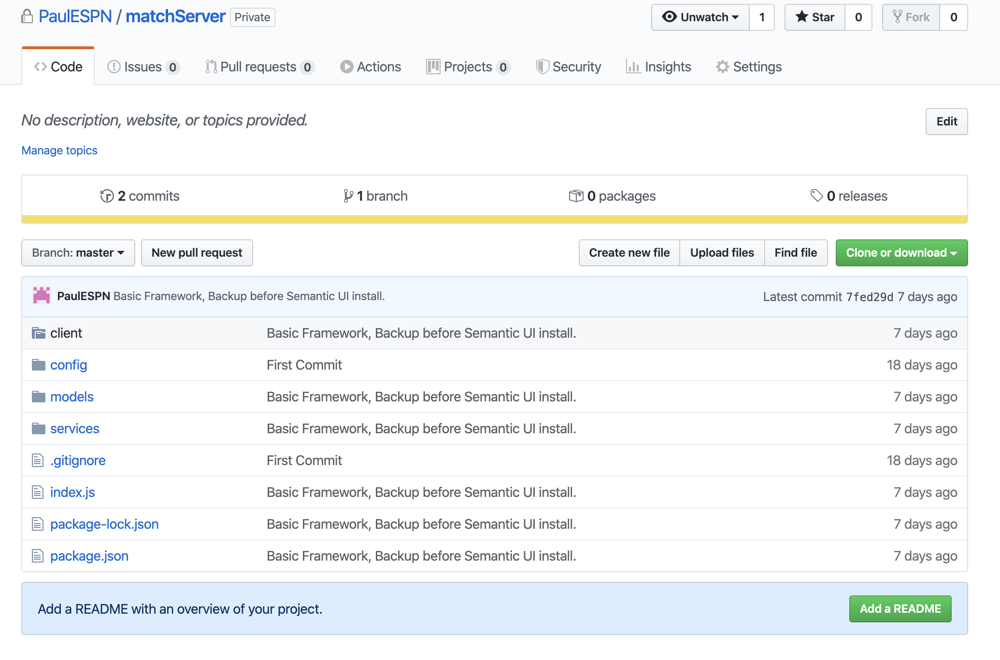 PaulESPN / matchServer Private Unwatch 1 Star 0 Fork 0
Code Issues 0 Pull requests 0 Actions Projects 0 Security Insights Settings
No description, website, or topics provided. Edit
Manage topics
2 commits 1 branch 0 packages 0 releases
Branch: master New pull request Create new file Upload files Find file Clone or download
PaulESPN Basic Framework, Backup before Semantic UI install. Latest commit 7fed29d 7 days ago
client Basic Framework, Backup before Semantic UI install. 7 days ago
config First Commit 18 days ago
models Basic Framework, Backup before Semantic UI install. 7 days ago
services Basic Framework, Backup before Semantic UI install. 7 days ago
.gitignore First Commit 18 days ago
index.js Basic Framework, Backup before Semantic UI install. 7 days ago
package-lock.json Basic Framework, Backup before Semantic UI install. 7 days ago
package.json Basic Framework, Backup before Semantic UI install. 7 days ago
Add a README with an overview of your project. Add a README